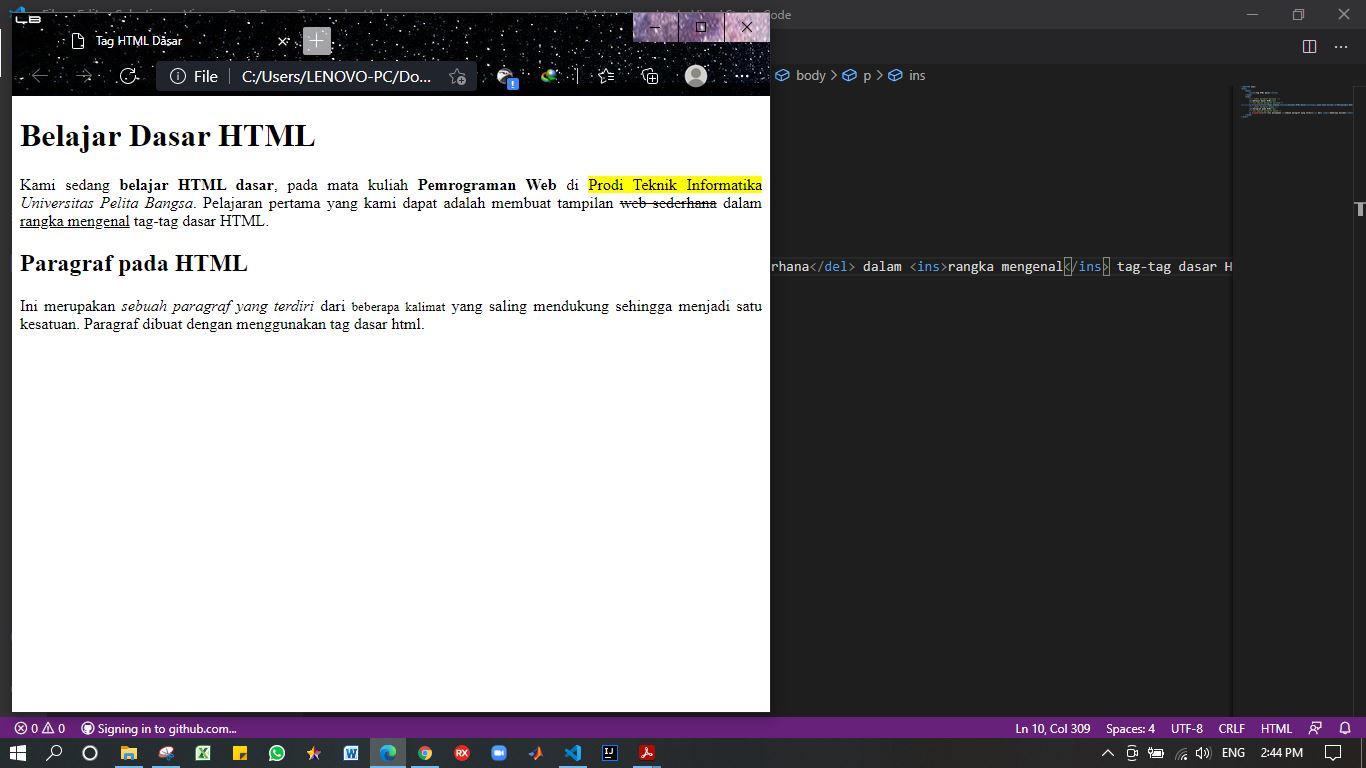 LB
Tag HTML Dasar
File C:/Users/LENOVO-PC/Do...
Code
body > p > ins
Belajar Dasar HTML
Kami sedang belajar HTML dasar, pada mata kuliah Pemrograman Web di Prodi Teknik Informatika
Universitas Pelita Bangsa. Pelajaran pertama yang kami dapat adalah membuat tampilan web sederhana dalam
rangka mengenal tag-tag dasar HTML.
rhana</del> dalam <ins>rangka mengenal</ins> tag-tag dasar H
Paragraf pada HTML
Ini merupakan sebuah paragraf yang terdiri dari beberapa kalimat yang saling mendukung sehingga menjadi satu
kesatuan. Paragraf dibuat dengan menggunakan tag dasar html.
0 0 Signing in to github.com... Ln 10, Col 309 Spaces: 4 UTF-8 CRLF HTML
ENG 2:44 PM